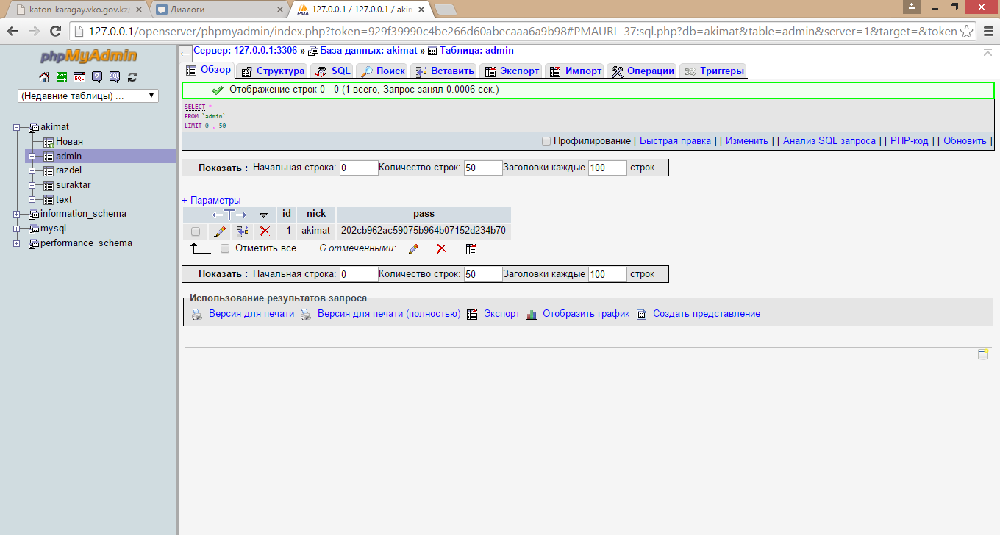 katon-karagay.vko.gov.kz/
Диалоги
127.0.0.1 / 127.0.0.1 / akim
127.0.0.1/openserver/phpmyadmin/index.php?token=929f39990c4be266d60abecaaa6a9b98#PMAURL-37:sql.php?db=akimat&table=admin&server=1&target=&token
phpMyAdmin
(Недавние таблицы) ...
akimat
Новая
admin
razdel
suraktar
text
information_schema
mysql
performance_schema
Сервер: 127.0.0.1:3306 » База данных: akimat » Таблица: admin
Обзор Структура SQL Поиск Вставить Экспорт Импорт Операции Триггеры
Отображение строк 0 - 0 (1 всего, Запрос занял 0.0006 сек.)
SELECT *
FROM `admin`
LIMIT 0 , 50
Профилирование [ Быстрая правка ] [ Изменить ] [ Анализ SQL запроса ] [ PHP-код ] [ Обновить ]
Показать : Начальная строка: 0 Количество строк: 50 Заголовки каждые 100 строк
+ Параметры
←T→ id nick pass
1 akimat 202cb962ac59075b964b07152d234b70
Отметить все С отмеченными:
Показать : Начальная строка: 0 Количество строк: 50 Заголовки каждые 100 строк
Использование результатов запроса
Версия для печати Версия для печати (полностью) Экспорт Отобразить график Создать представление